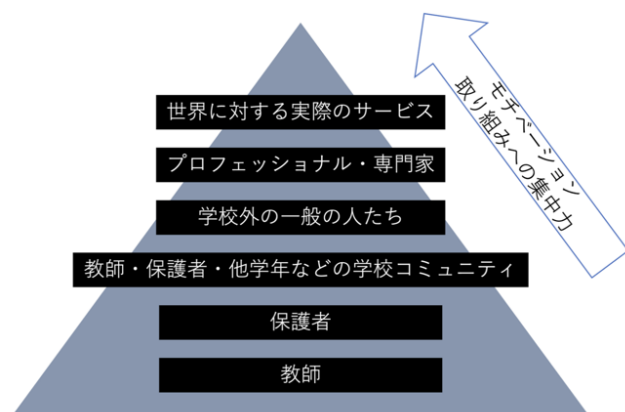 世界に対する実際のサービス
プロフェッショナル・専門家
学校外の一般の人たち
教師・保護者・他学年などの学校コミュニティ
保護者
教師
モチベーション
取り組みへの集中力